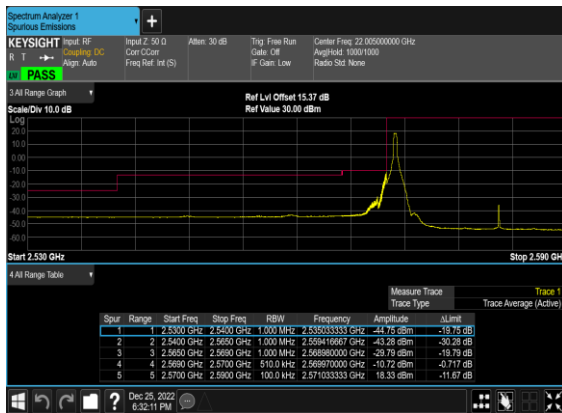 Spectrum Analyzer 1
Spurious Emissions
KEYSIGHT Input: RF Input Z: 50 Ω Atten: 30 dB Trig: Free Run Center Freq: 22.005000000 GHz
R T Coupling: DC Corr CCorr Gate: Off Avg|Hold: 1000/1000
Align: Auto Freq Ref: Int (S) IF Gain: Low Radio Std: None
LW PASS
3 All Range Graph
Ref Lvl Offset 15.37 dB
Scale/Div 10.0 dB Ref Value 30.00 dBm
Log
20.0
10.0
0.00
-10.0
-20.0
-30.0
-40.0
-50.0
-60.0
Start 2.530 GHz Stop 2.590 GH
4 All Range Table
Measure Trace Trace 1
Trace Type Trace Average (Active)
Spur Range Start Freq Stop Freq RBW Frequency Amplitude ΔLimit
1 1 2.5300 GHz 2.5400 GHz 1.000 MHz 2.535033333 GHz -44.75 dBm -19.75 dB
2 2 2.5400 GHz 2.5650 GHz 1.000 MHz 2.559416667 GHz -43.28 dBm -30.28 dB
3 3 2.5650 GHz 2.5690 GHz 1.000 MHz 2.568980000 GHz -29.79 dBm -19.79 dB
4 4 2.5690 GHz 2.5700 GHz 510.0 kHz 2.569970000 GHz -10.72 dBm -0.717 dB
5 5 2.5700 GHz 2.5900 GHz 100.0 kHz 2.571033333 GHz 18.33 dBm -11.67 dB
? Dec 25, 2022
6:32:11 PM